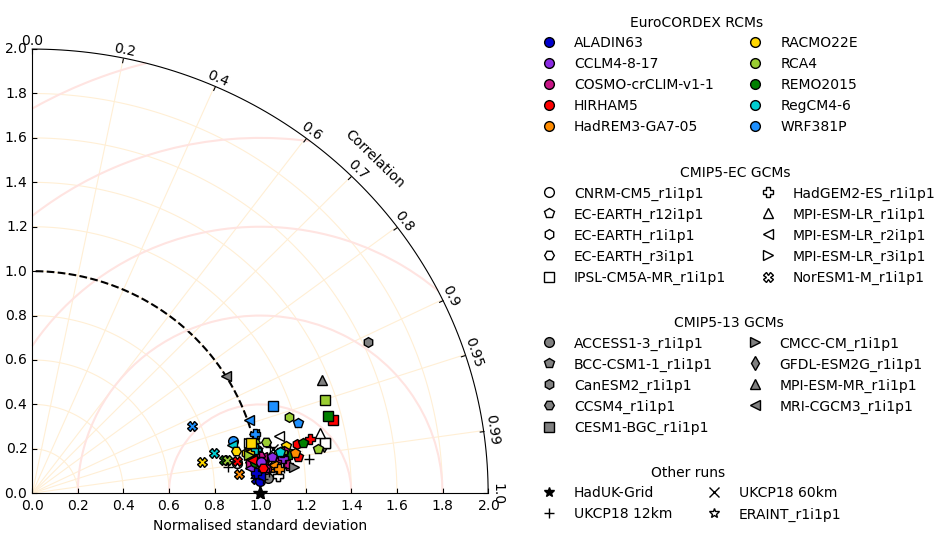 EuroCORDEX RCMs
ALADIN63
RACMO22E
CCLM4-8-17
RCA4
COSMO-crCLIM-v1-1
REMO2015
HIRHAM5
RegCM4-6
HadREM3-GA7-05
WRF381P
CMIP5-EC GCMs
CNRM-CM5_r1i1p1
HadGEM2-ES_r1i1p1
EC-EARTH_r12i1p1
MPI-ESM-LR_r1i1p1
EC-EARTH_r1i1p1
MPI-ESM-LR_r2i1p1
EC-EARTH_r3i1p1
MPI-ESM-LR_r3i1p1
IPSL-CM5A-MR_r1i1p1
NorESM1-M_r1i1p1
CMIP5-13 GCMs
ACCESS1-3_r1i1p1
CMCC-CM_r1i1p1
BCC-CSM1-1_r1i1p1
GFDL-ESM2G_r1i1p1
CanESM2_r1i1p1
MPI-ESM-MR_r1i1p1
CCSM4_r1i1p1
MRI-CGCM3_r1i1p1
CESM1-BGC_r1i1p1
Other runs
HadUK-Grid
UKCP18 60km
UKCP18 12km
ERAINT_r1i1p1
Correlation
0.0
0.2
0.4
0.6
0.7
0.8
0.9
0.95
0.99
1.0
2.0
1.8
1.6
1.4
1.2
1.0
0.8
0.6
0.4
0.2
0.0
0.0 0.2 0.4 0.6 0.8 1.0 1.2 1.4 1.6 1.8 2.0
Normalised standard deviation